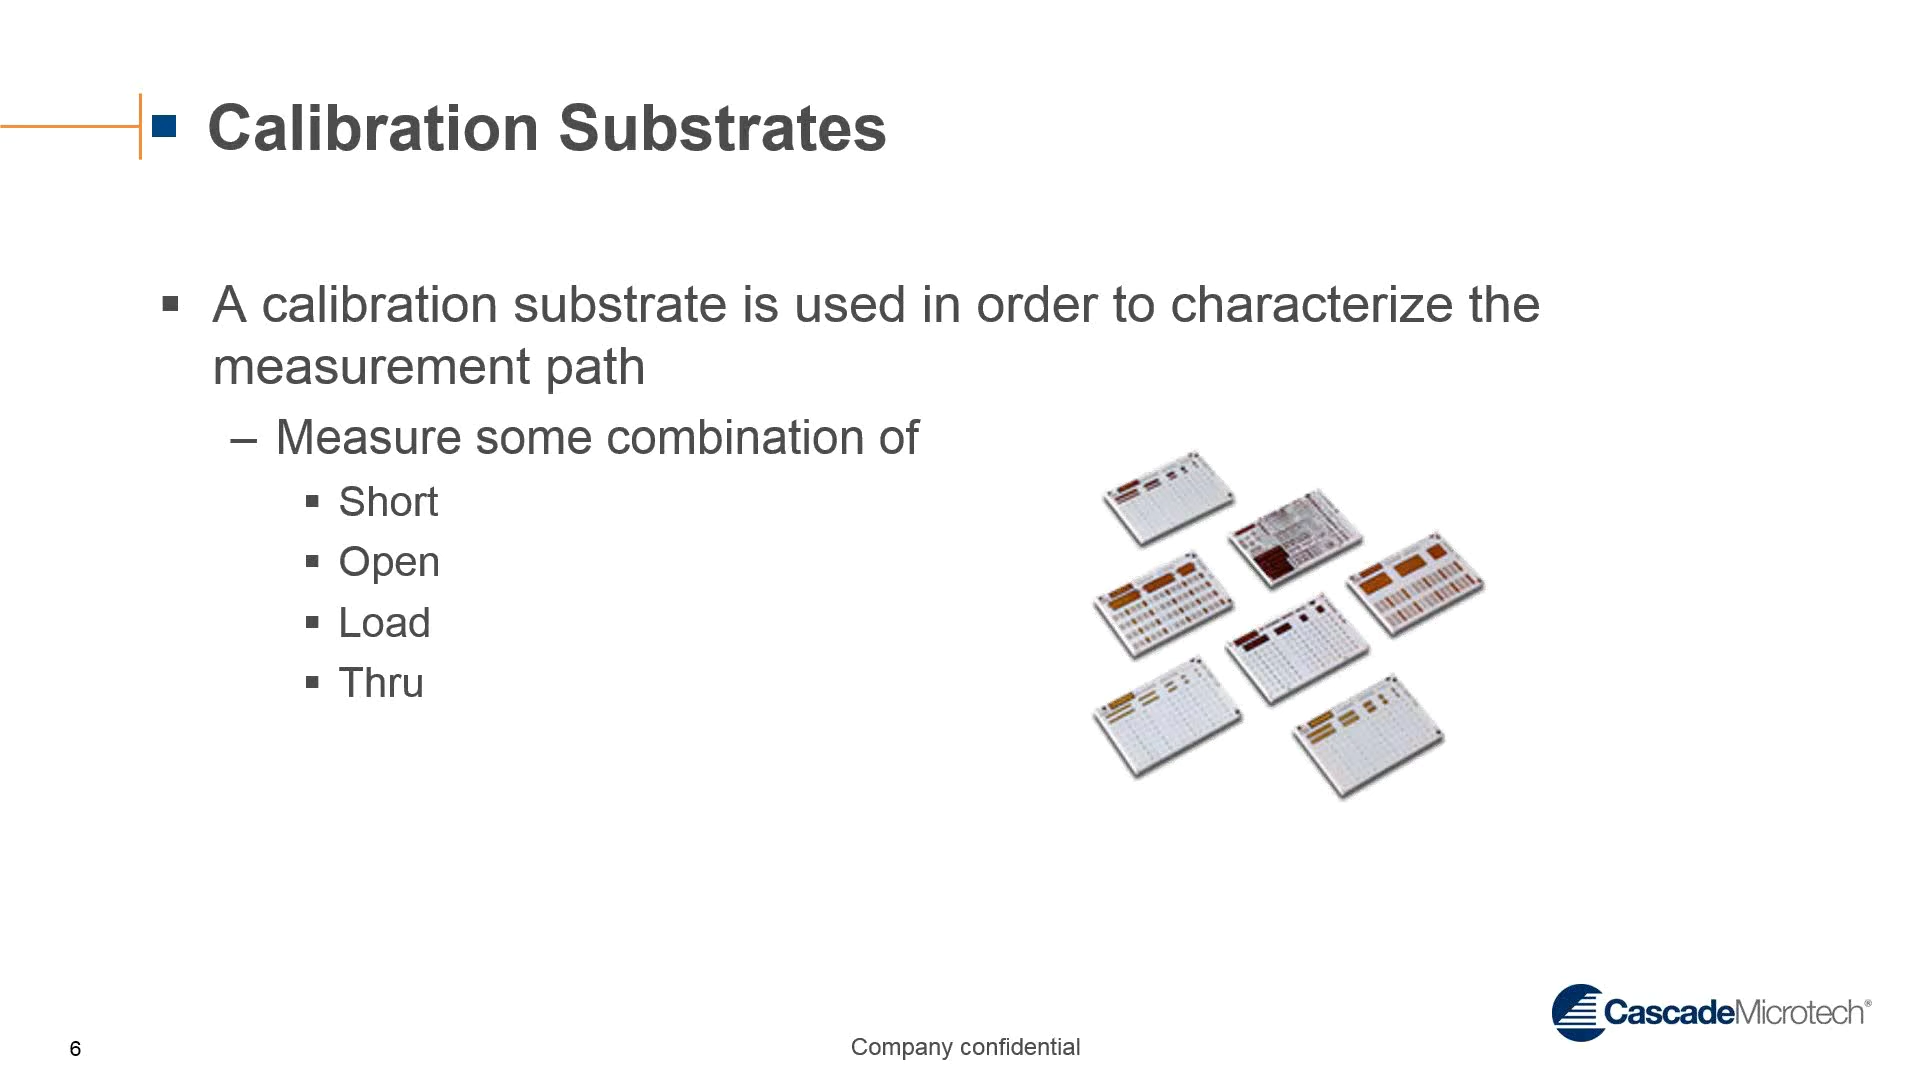 Calibration Substrates
▪ A calibration substrate is used in order to characterize the
measurement path
– Measure some combination of
▪ Short
▪ Open
▪ Load
▪ Thru
CascadeMicrotech®
6
Company confidential